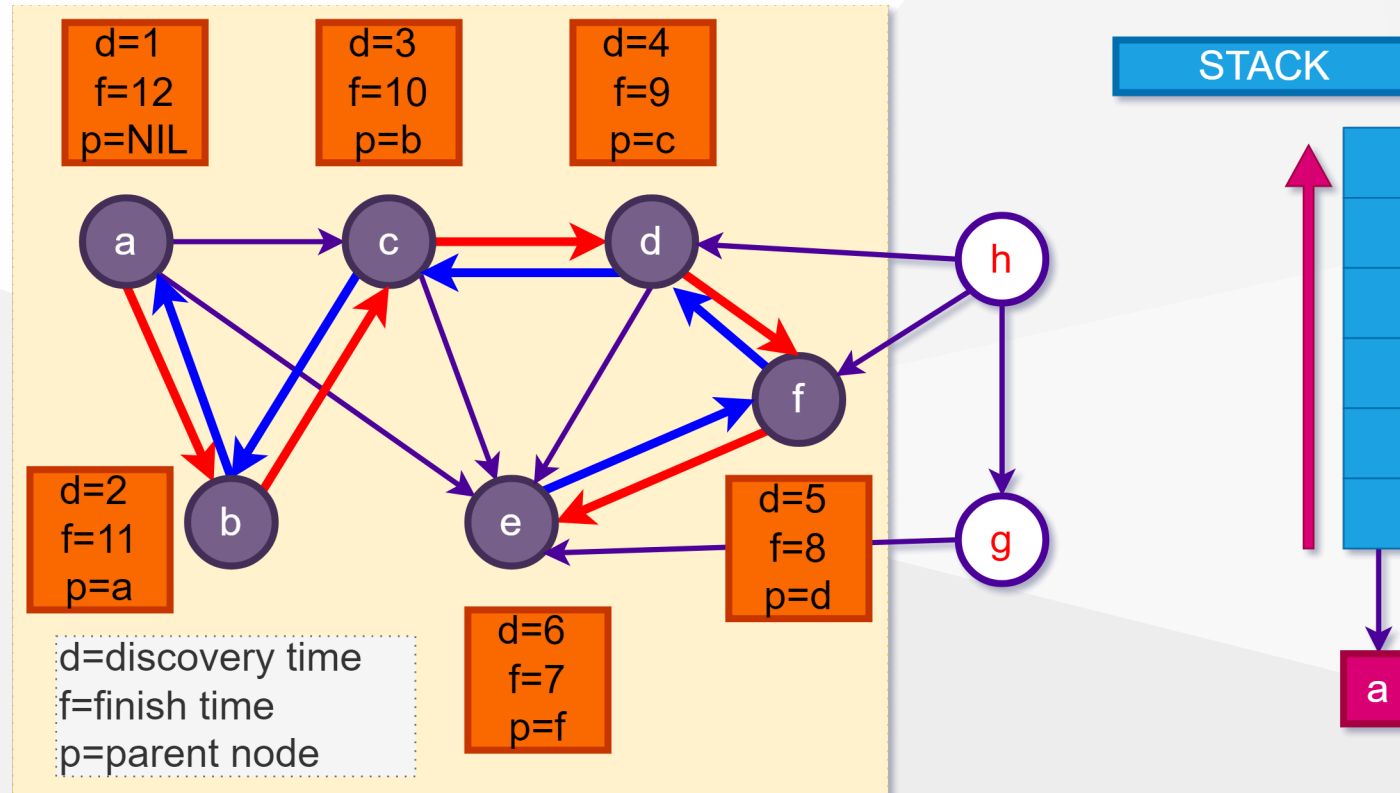 d=1
f=12
p=NIL
d=3
f=10
p=b
d=4
f=9
p=c
STACK
a
c
d
h
f
b
e
g
d=2
f=11
p=a
d=5
f=8
p=d
d=6
f=7
p=f
d=discovery time
f=finish time
p=parent node
a